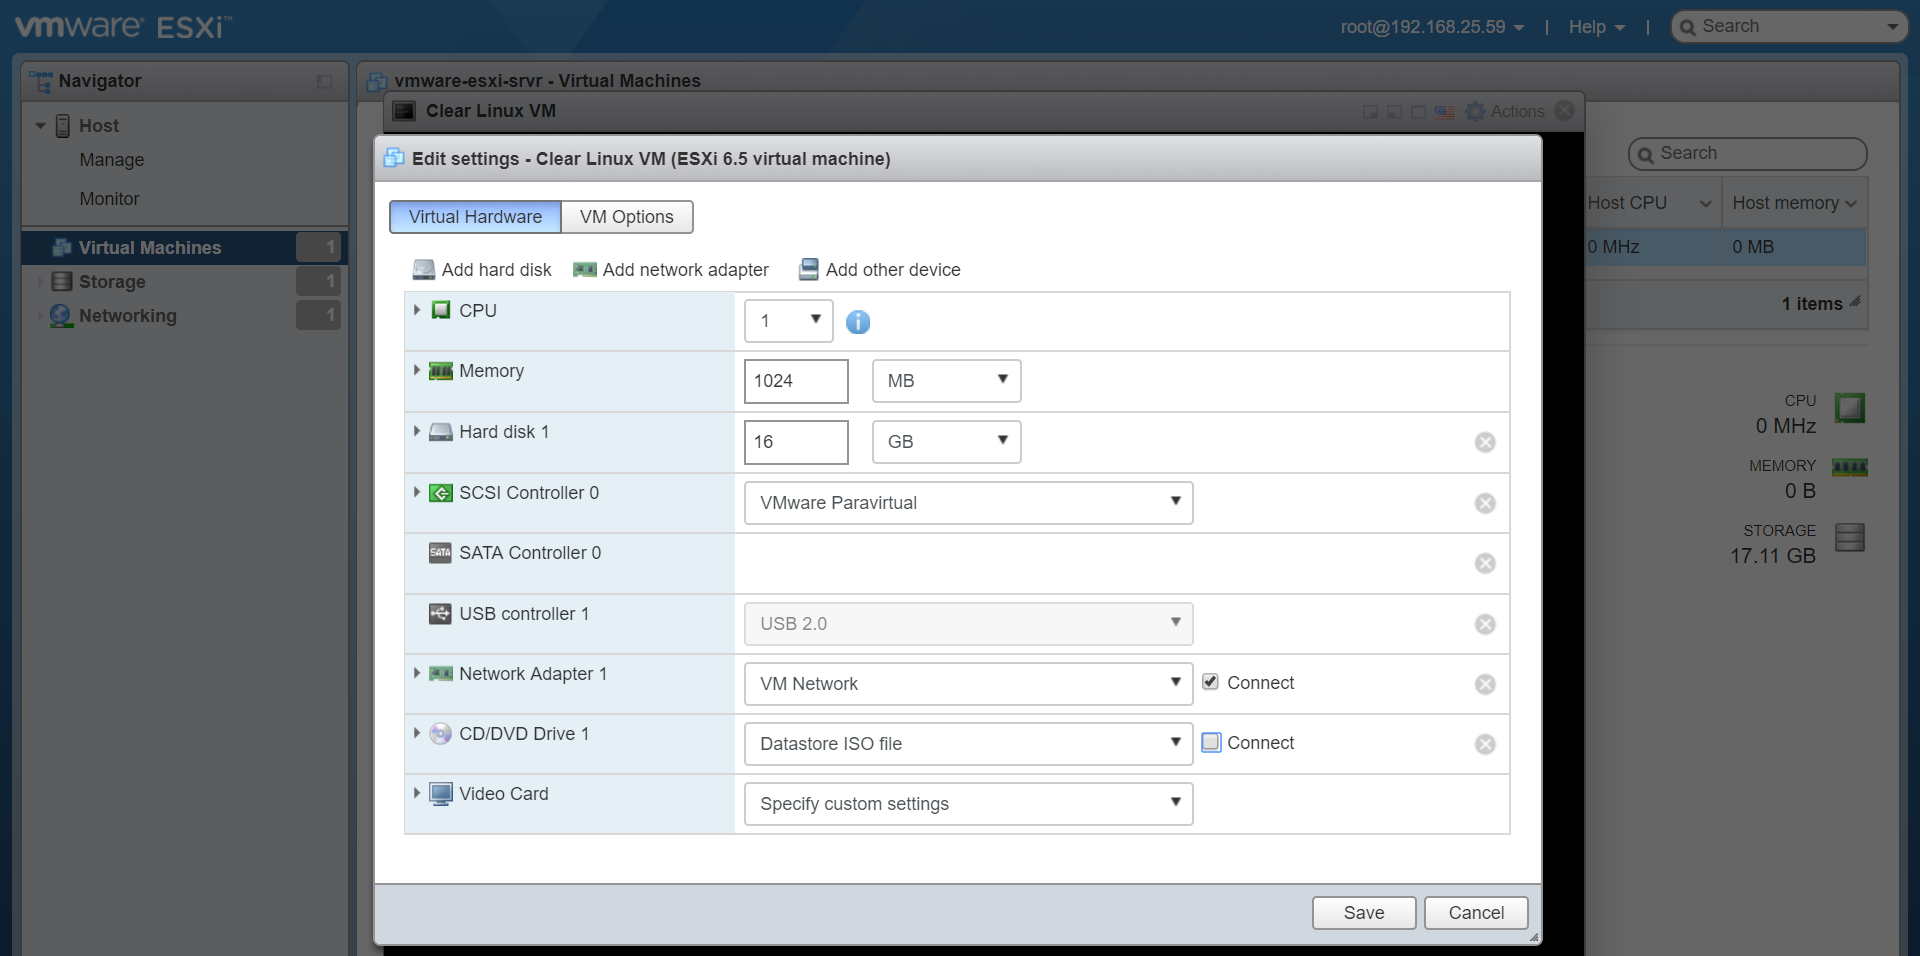 vmware® ESXi™
root@192.168.25.59 | Help | Search
Navigator
vmware-esxi-srvr - Virtual Machines
Host
Manage
Monitor
Virtual Machines 1
Storage 1
Networking 1
Clear Linux VM
Actions
Edit settings - Clear Linux VM (ESXi 6.5 virtual machine)
Virtual Hardware
VM Options
Add hard disk
Add network adapter
Add other device
CPU
1
i
Memory
1024
MB
Hard disk 1
16
GB
SCSI Controller 0
VMware Paravirtual
SATA
SATA Controller 0
USB controller 1
USB 2.0
Network Adapter 1
VM Network
Connect
CD/DVD Drive 1
Datastore ISO file
Connect
Video Card
Specify custom settings
Save
Cancel
Search
Host CPU
Host memory
0 MHz
0 MB
1 items
CPU
0 MHz
MEMORY
0 B
STORAGE
17.11 GB